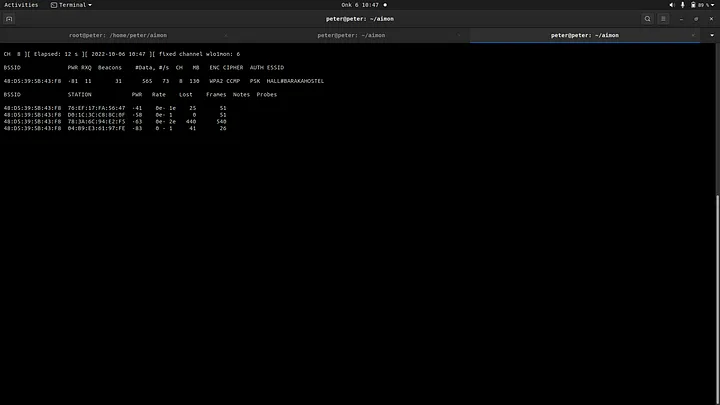 Activities Terminal Onk 6 10:47 89 %
peter@peter: ~/aimon
root@peter: /home/peter/aimon peter@peter: ~/aimon peter@peter: ~/aimon
CH 8 ][ Elapsed: 12 s ][ 2022-10-06 10:47 ][ fixed channel wlo1mon: 6
BSSID PWR RXQ Beacons #Data, #/s CH MB ENC CIPHER AUTH ESSID
48:D5:39:5B:43:F8 -81 11 31 565 73 8 130 WPA2 CCMP PSK HALL#BARAKAHOSTEL
BSSID STATION PWR Rate Lost Frames Notes Probes
48:D5:39:5B:43:F8 76:EF:17:FA:56:47 -41 0e- 1e 25 51
48:D5:39:5B:43:F8 D0:1C:3C:C8:8C:0F -50 0e- 1 0 51
48:D5:39:5B:43:F8 78:3A:6C:94:E2:F5 -63 0e- 2e 440 540
48:D5:39:5B:43:F8 04:B9:E3:61:97:FE -83 0 - 1 41 26